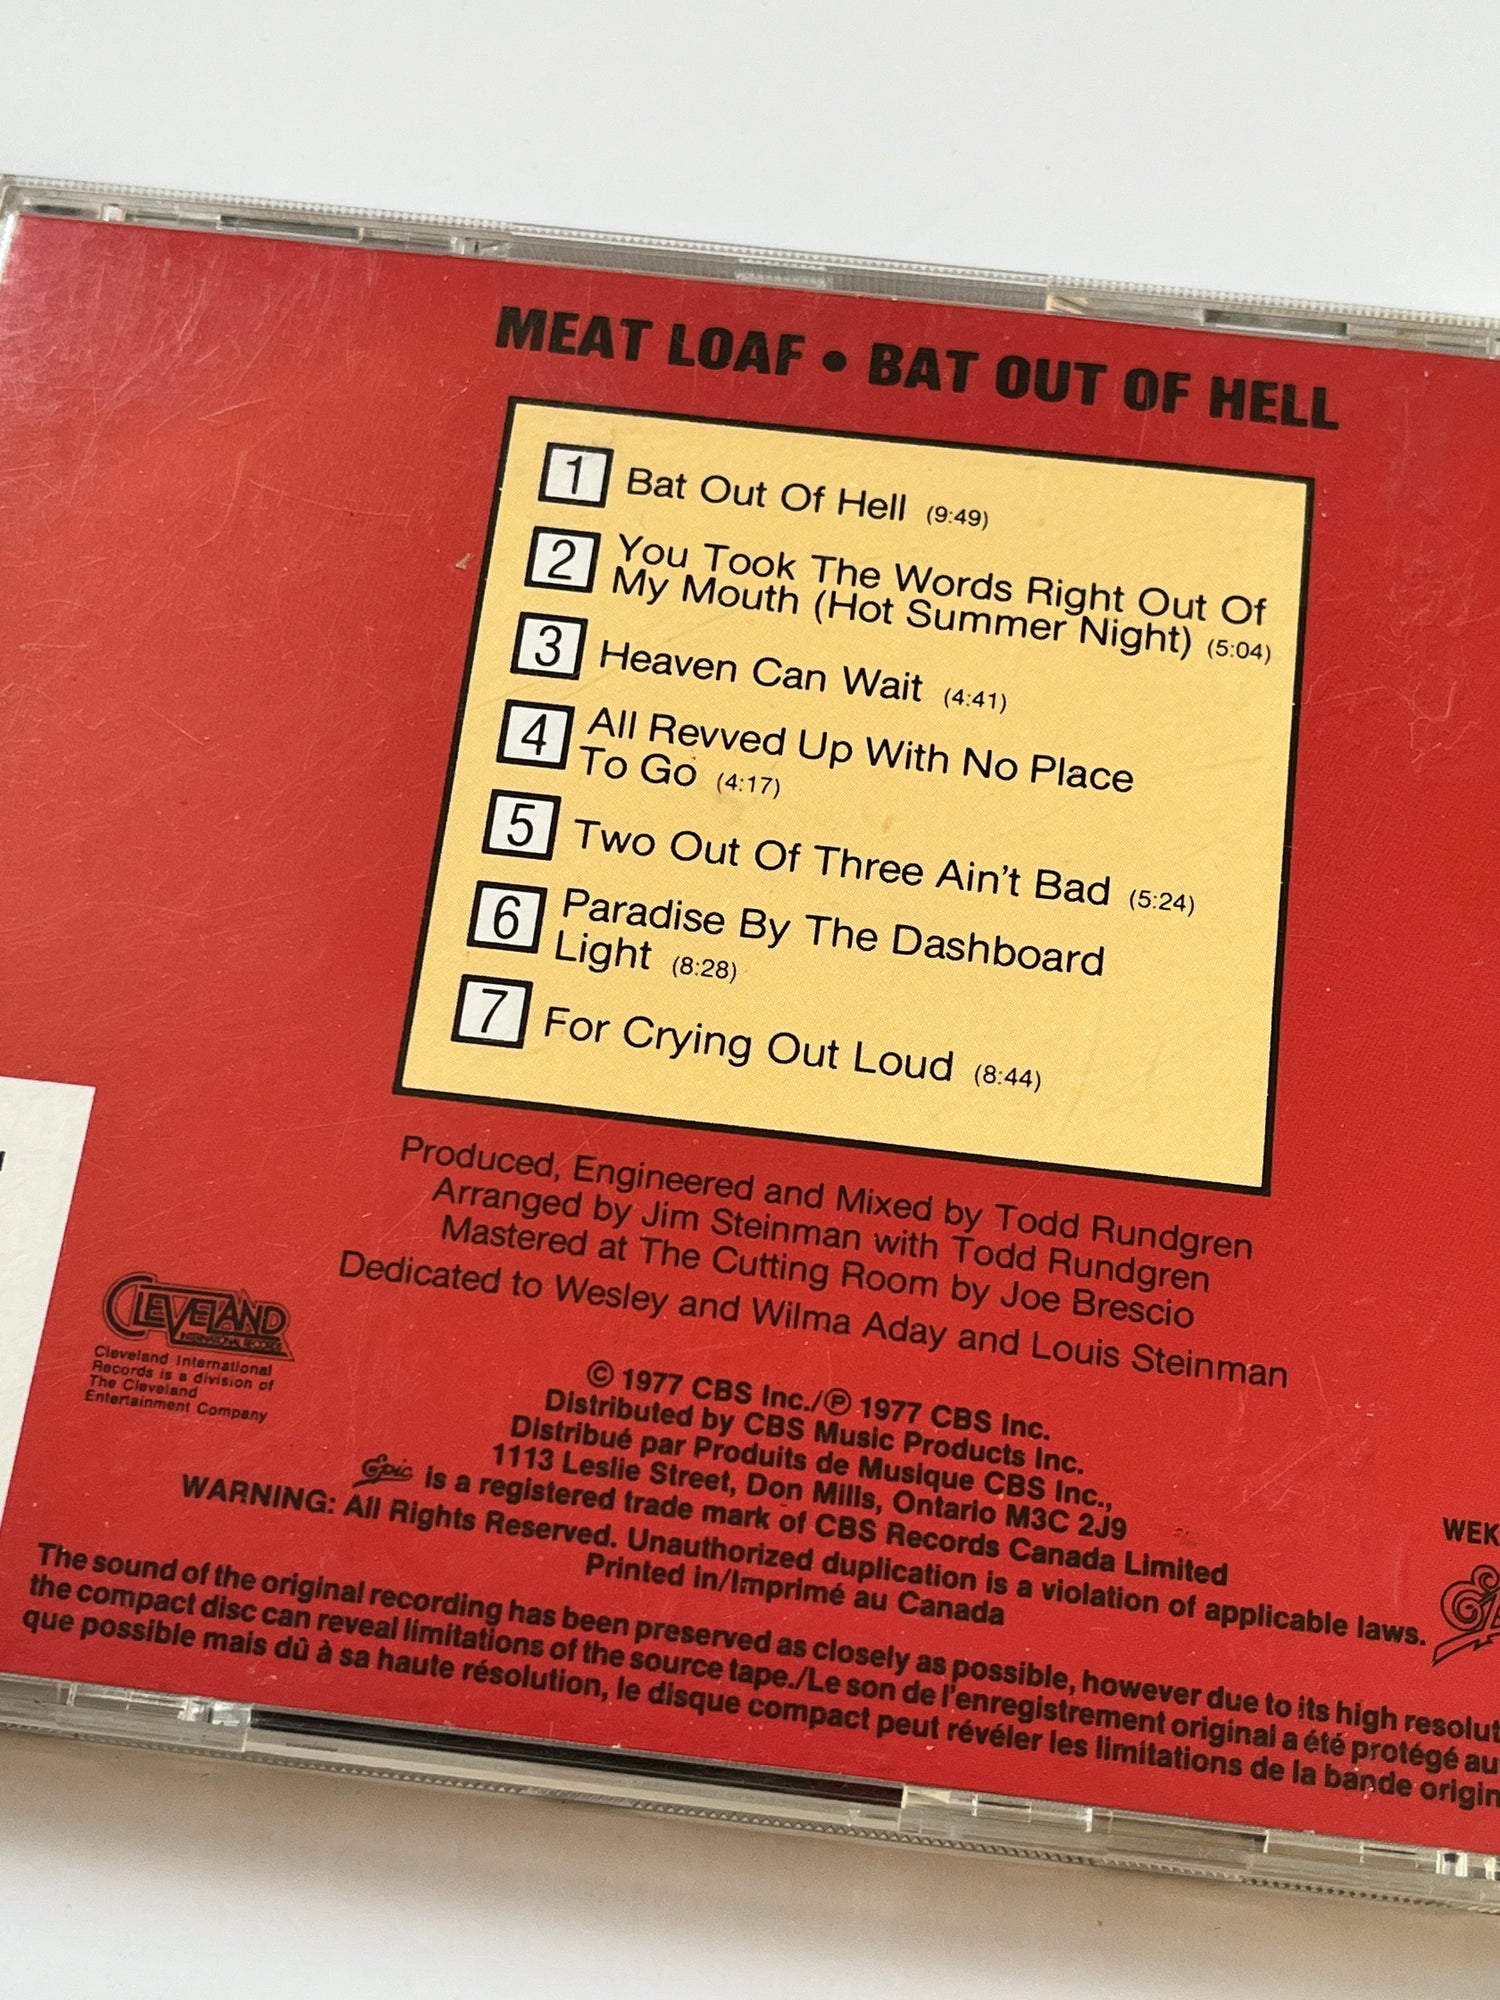 MEAT LOAF • BAT OUT OF HELL
1 Bat Out Of Hell (9:49)
2 You Took The Words Right Out Of
My Mouth (Hot Summer Night) (5:04)
3 Heaven Can Wait (4:41)
4 All Revved Up With No Place
To Go (4:17)
5 Two Out Of Three Ain't Bad (5:24)
6 Paradise By The Dashboard
Light (8:28)
7 For Crying Out Loud (8:44)
Produced, Engineered and Mixed by Todd Rundgren
Arranged by Jim Steinman with Todd Rundgren
Mastered at The Cutting Room by Joe Brescio
Dedicated to Wesley and Wilma Aday and Louis Steinman
CLEVELAND
INTERNATIONAL RECORDS
Cleveland International
Records is a division of
The Cleveland
Entertainment Company
© 1977 CBS Inc./℗ 1977 CBS Inc.
Distributed by CBS Music Products Inc.
Distribué par Produits de Musique CBS Inc.,
1113 Leslie Street, Don Mills, Ontario M3C 2J9
Epic is a registered trade mark of CBS Records Canada Limited
WARNING: All Rights Reserved. Unauthorized duplication is a violation of applicable laws.
Printed in/Imprimé au Canada
WEK
The sound of the original recording has been preserved as closely as possible, however due to its high resolut
the compact disc can reveal limitations of the source tape./Le son de l'enregistrement original a été protégé au
que possible mais dû à sa haute résolution, le disque compact peut révéler les limitations de la bande origin